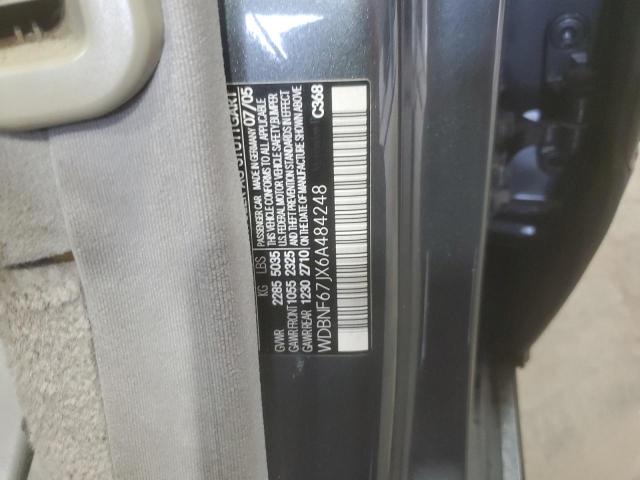 STUTTGART
PASSENGER CAR MADE IN GERMANY 07/05
THIS VEHICLE CONFORMS TO ALL APPLICABLE
U.S. FEDERAL MOTOR VEHICLE SAFETY/BUMPER
AND THEFT PREVENTION STANDARDS IN EFFECT
ON THE DATE OF MANUFACTURE SHOWN ABOVE
KG LBS
GVWR 2285 5035
GAWR FRONT 1055 2325
GAWR REAR 1230 2710
C368
WDBNF67JX6A484248